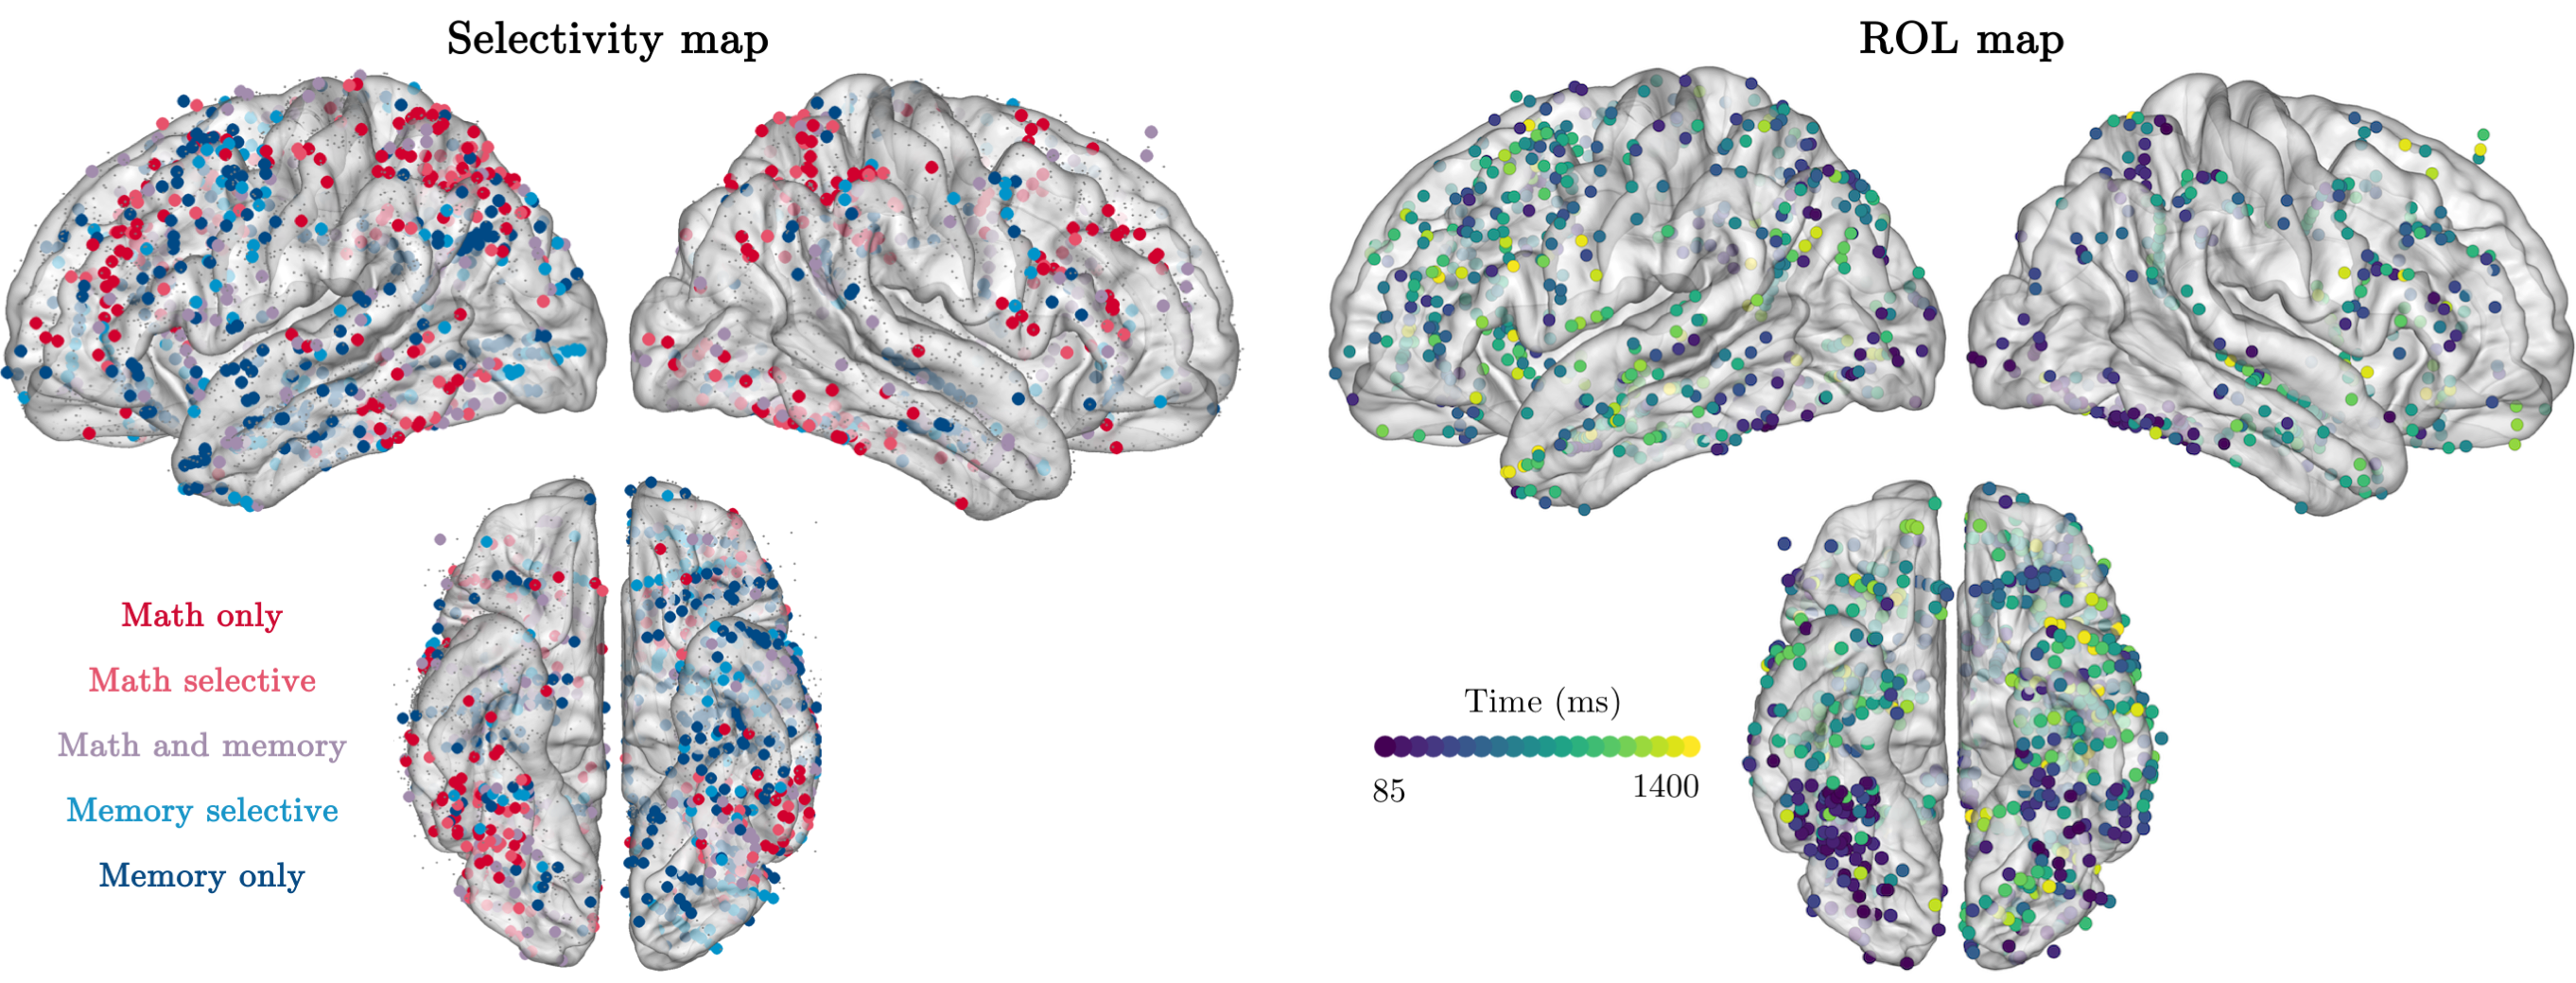 Selectivity map
ROL map
Math only
Math selective
Math and memory
Memory selective
Memory only
Time (ms)
85
1400